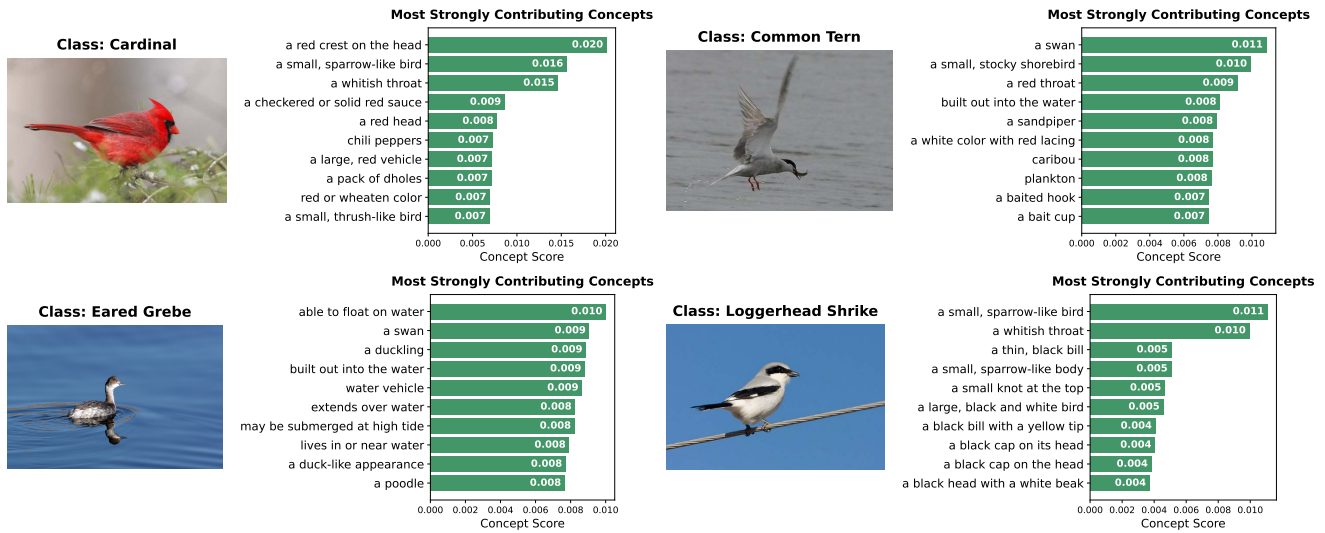 Class: Cardinal
Most Strongly Contributing Concepts
a red crest on the head 0.020
a small, sparrow-like bird 0.016
a whitish throat 0.015
a checkered or solid red sauce 0.009
a red head 0.008
chili peppers 0.007
a large, red vehicle 0.007
a pack of dholes 0.007
red or wheaten color 0.007
a small, thrush-like bird 0.007
0.000 0.005 0.010 0.015 0.020
Concept Score
Class: Common Tern
Most Strongly Contributing Concepts
a swan 0.011
a small, stocky shorebird 0.010
a red throat 0.009
built out into the water 0.008
a sandpiper 0.008
a white color with red lacing 0.008
caribou 0.008
plankton 0.008
a baited hook 0.007
a bait cup 0.007
0.000 0.002 0.004 0.006 0.008 0.010
Concept Score
Class: Eared Grebe
Most Strongly Contributing Concepts
able to float on water 0.010
a swan 0.009
a duckling 0.009
built out into the water 0.009
water vehicle 0.009
extends over water 0.008
may be submerged at high tide 0.008
lives in or near water 0.008
a duck-like appearance 0.008
a poodle 0.008
0.000 0.002 0.004 0.006 0.008 0.010
Concept Score
Class: Loggerhead Shrike
Most Strongly Contributing Concepts
a small, sparrow-like bird 0.011
a whitish throat 0.010
a thin, black bill 0.005
a small, sparrow-like body 0.005
a small knot at the top 0.005
a large, black and white bird 0.005
a black bill with a yellow tip 0.004
a black cap on its head 0.004
a black cap on the head 0.004
a black head with a white beak 0.004
0.000 0.002 0.004 0.006 0.008 0.010
Concept Score